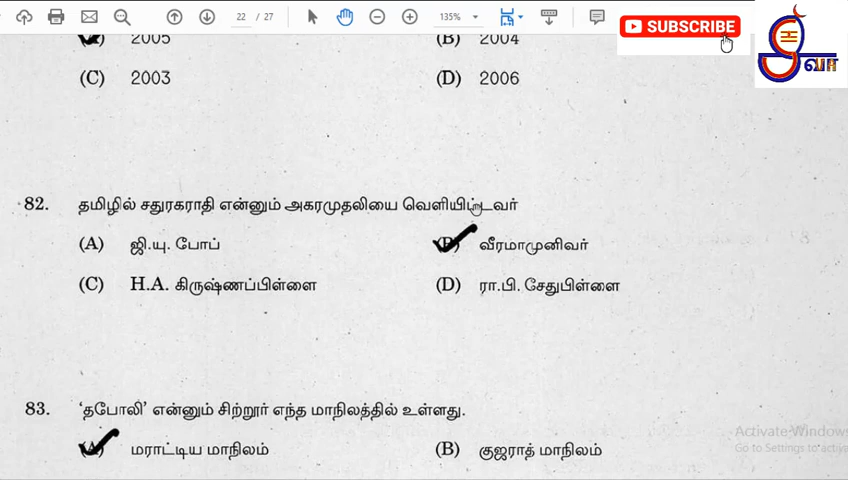 22 / 27
135%
SUBSCRIBE
2005 (B) 2004
(C) 2003 (D) 2006
82. தமிழில் சதுரகராதி என்னும் அகரமுதலியை வெளியிட்டவர்
(A) ஜி.யு. போப் (B) வீரமாமுனிவர்
(C) H.A. கிருஷ்ணப்பிள்ளை (D) ரா.பி. சேதுபிள்ளை
83. 'தபோலி' என்னும் சிற்றூர் எந்த மாநிலத்தில் உள்ளது.
(A) மராட்டிய மாநிலம் (B) குஜராத் மாநிலம்
Activate Windows
Go to Settings to activa